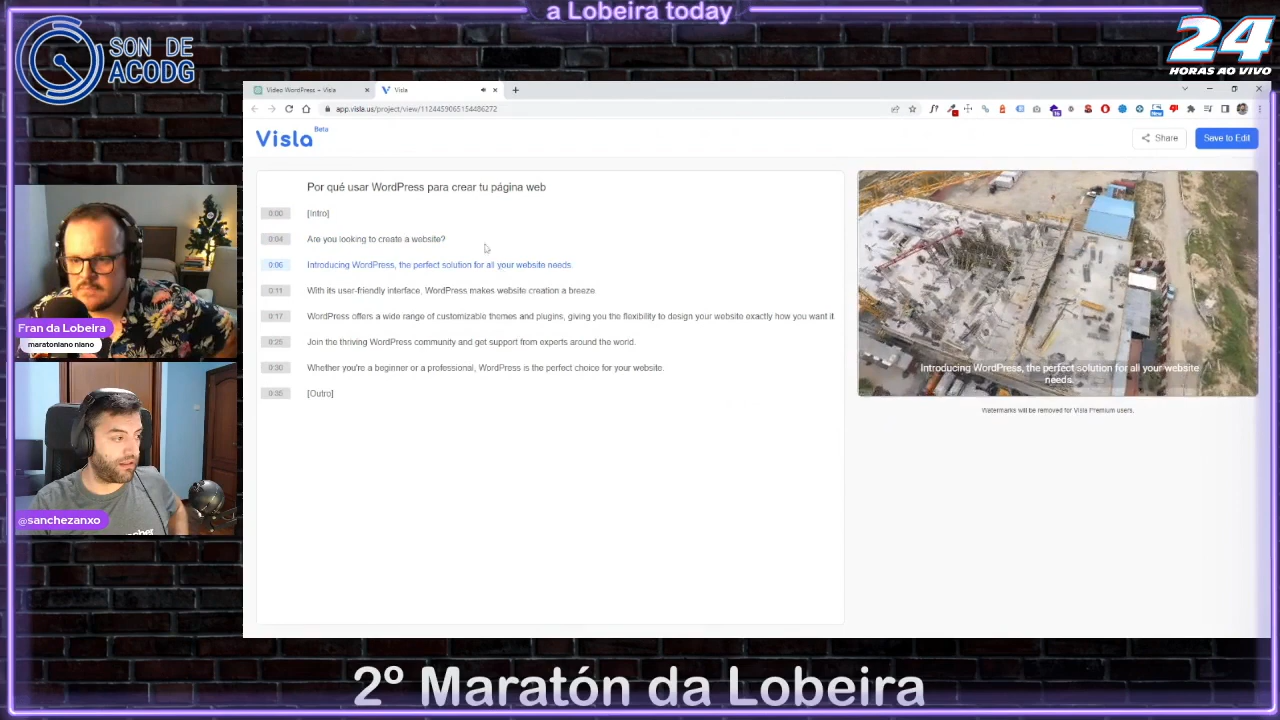 a Lobeira today
SON DE
ACODG
24
HORAS AO VIVO
Video WordPress - Visla
Visla
app.visla.us/project/view/1124459065154486272
Visla Beta
Share
Save to Edit
Por qué usar WordPress para crear tu página web
0:00 [Intro]
0:04 Are you looking to create a website?
0:06 Introducing WordPress, the perfect solution for all your website needs.
0:11 With its user-friendly interface, WordPress makes website creation a breeze.
0:17 WordPress offers a wide range of customizable themes and plugins, giving you the flexibility to design your website exactly how you want it
Join the thriving WordPress community and get support from experts around the world.
0:30 Whether you're a beginner or a professional, WordPress is the perfect choice for your website.
[Outro]
Introducing WordPress, the perfect solution for all your website
needs.
Watermarks will be removed for Visla Premium users.
Fran da Lobeira
maratoniano niano
@sanchezanxo
2º Maratón da Lobeira